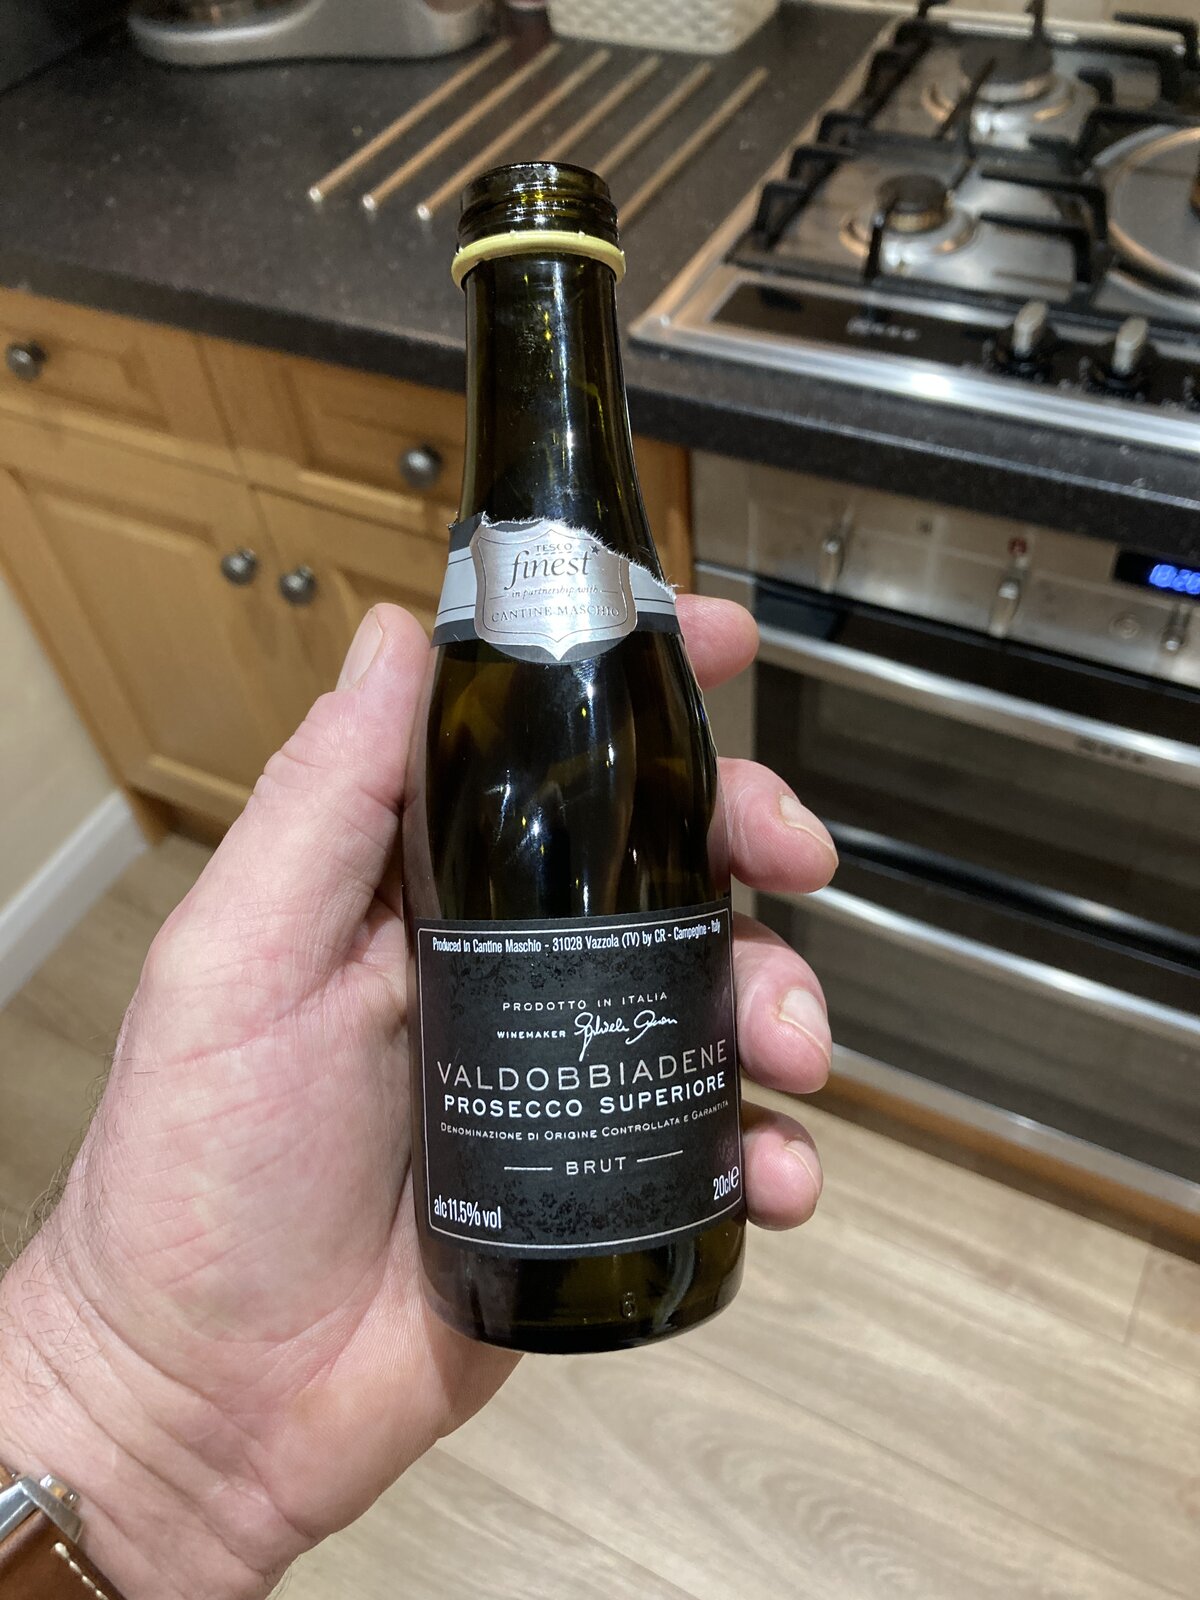 TESCO
finest*
in partnership with
CANTINE MASCHIO
Produced in Cantine Maschio - 31028 Vazzola (TV) by CR - Campegine - Italy
PRODOTTO IN ITALIA
WINEMAKER
VALDOBBIADENE
PROSECCO SUPERIORE
DENOMINAZIONE DI ORIGINE CONTROLLATA E GARANTITA
BRUT
alc 11.5% vol
20cl e
6